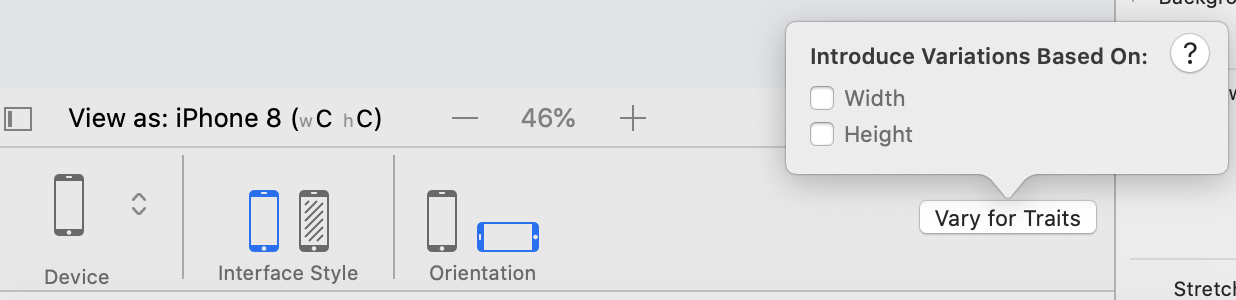 Introduce Variations Based On: ?
Width
Height
View as: iPhone 8 (wC hC)
46%
Vary for Traits
Device
Interface Style
Orientation